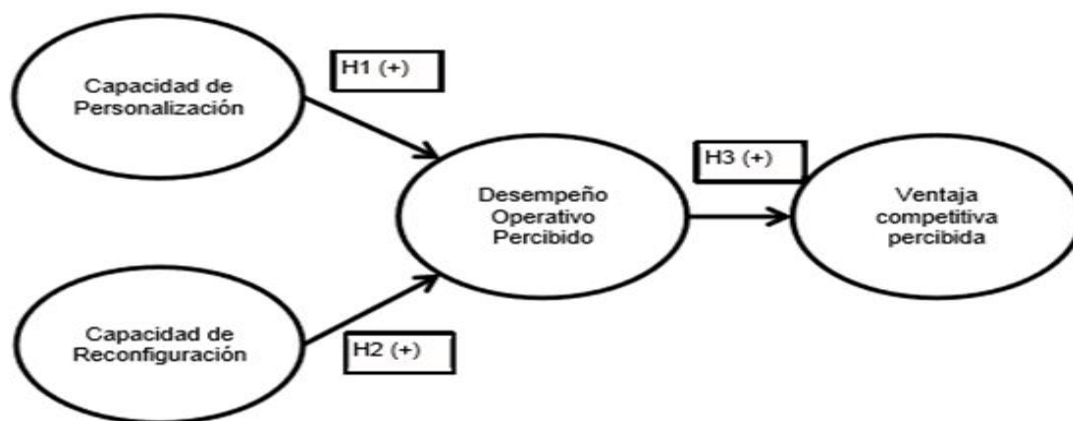 Capacidad de
Personalización
H1 (+)
Desempeño
Operativo
Percibido
H3 (+)
Ventaja
competitiva
percibida
Capacidad de
Reconfiguración
H2 (+)